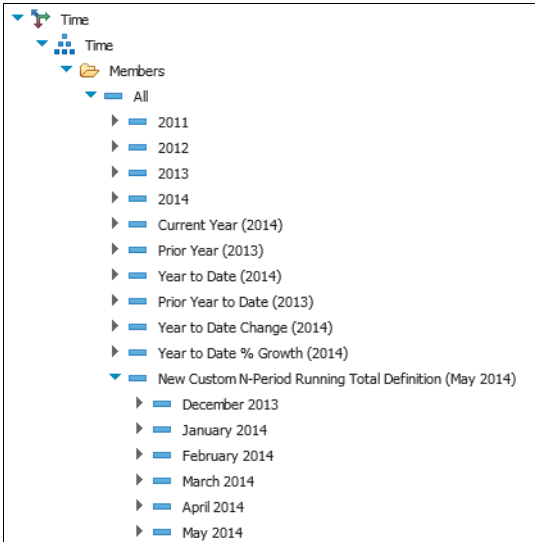 Time
Time
Members
All
2011
2012
2013
2014
Current Year (2014)
Prior Year (2013)
Year to Date (2014)
Prior Year to Date (2013)
Year to Date Change (2014)
Year to Date % Growth (2014)
New Custom N-Period Running Total Definition (May 2014)
December 2013
January 2014
February 2014
March 2014
April 2014
May 2014